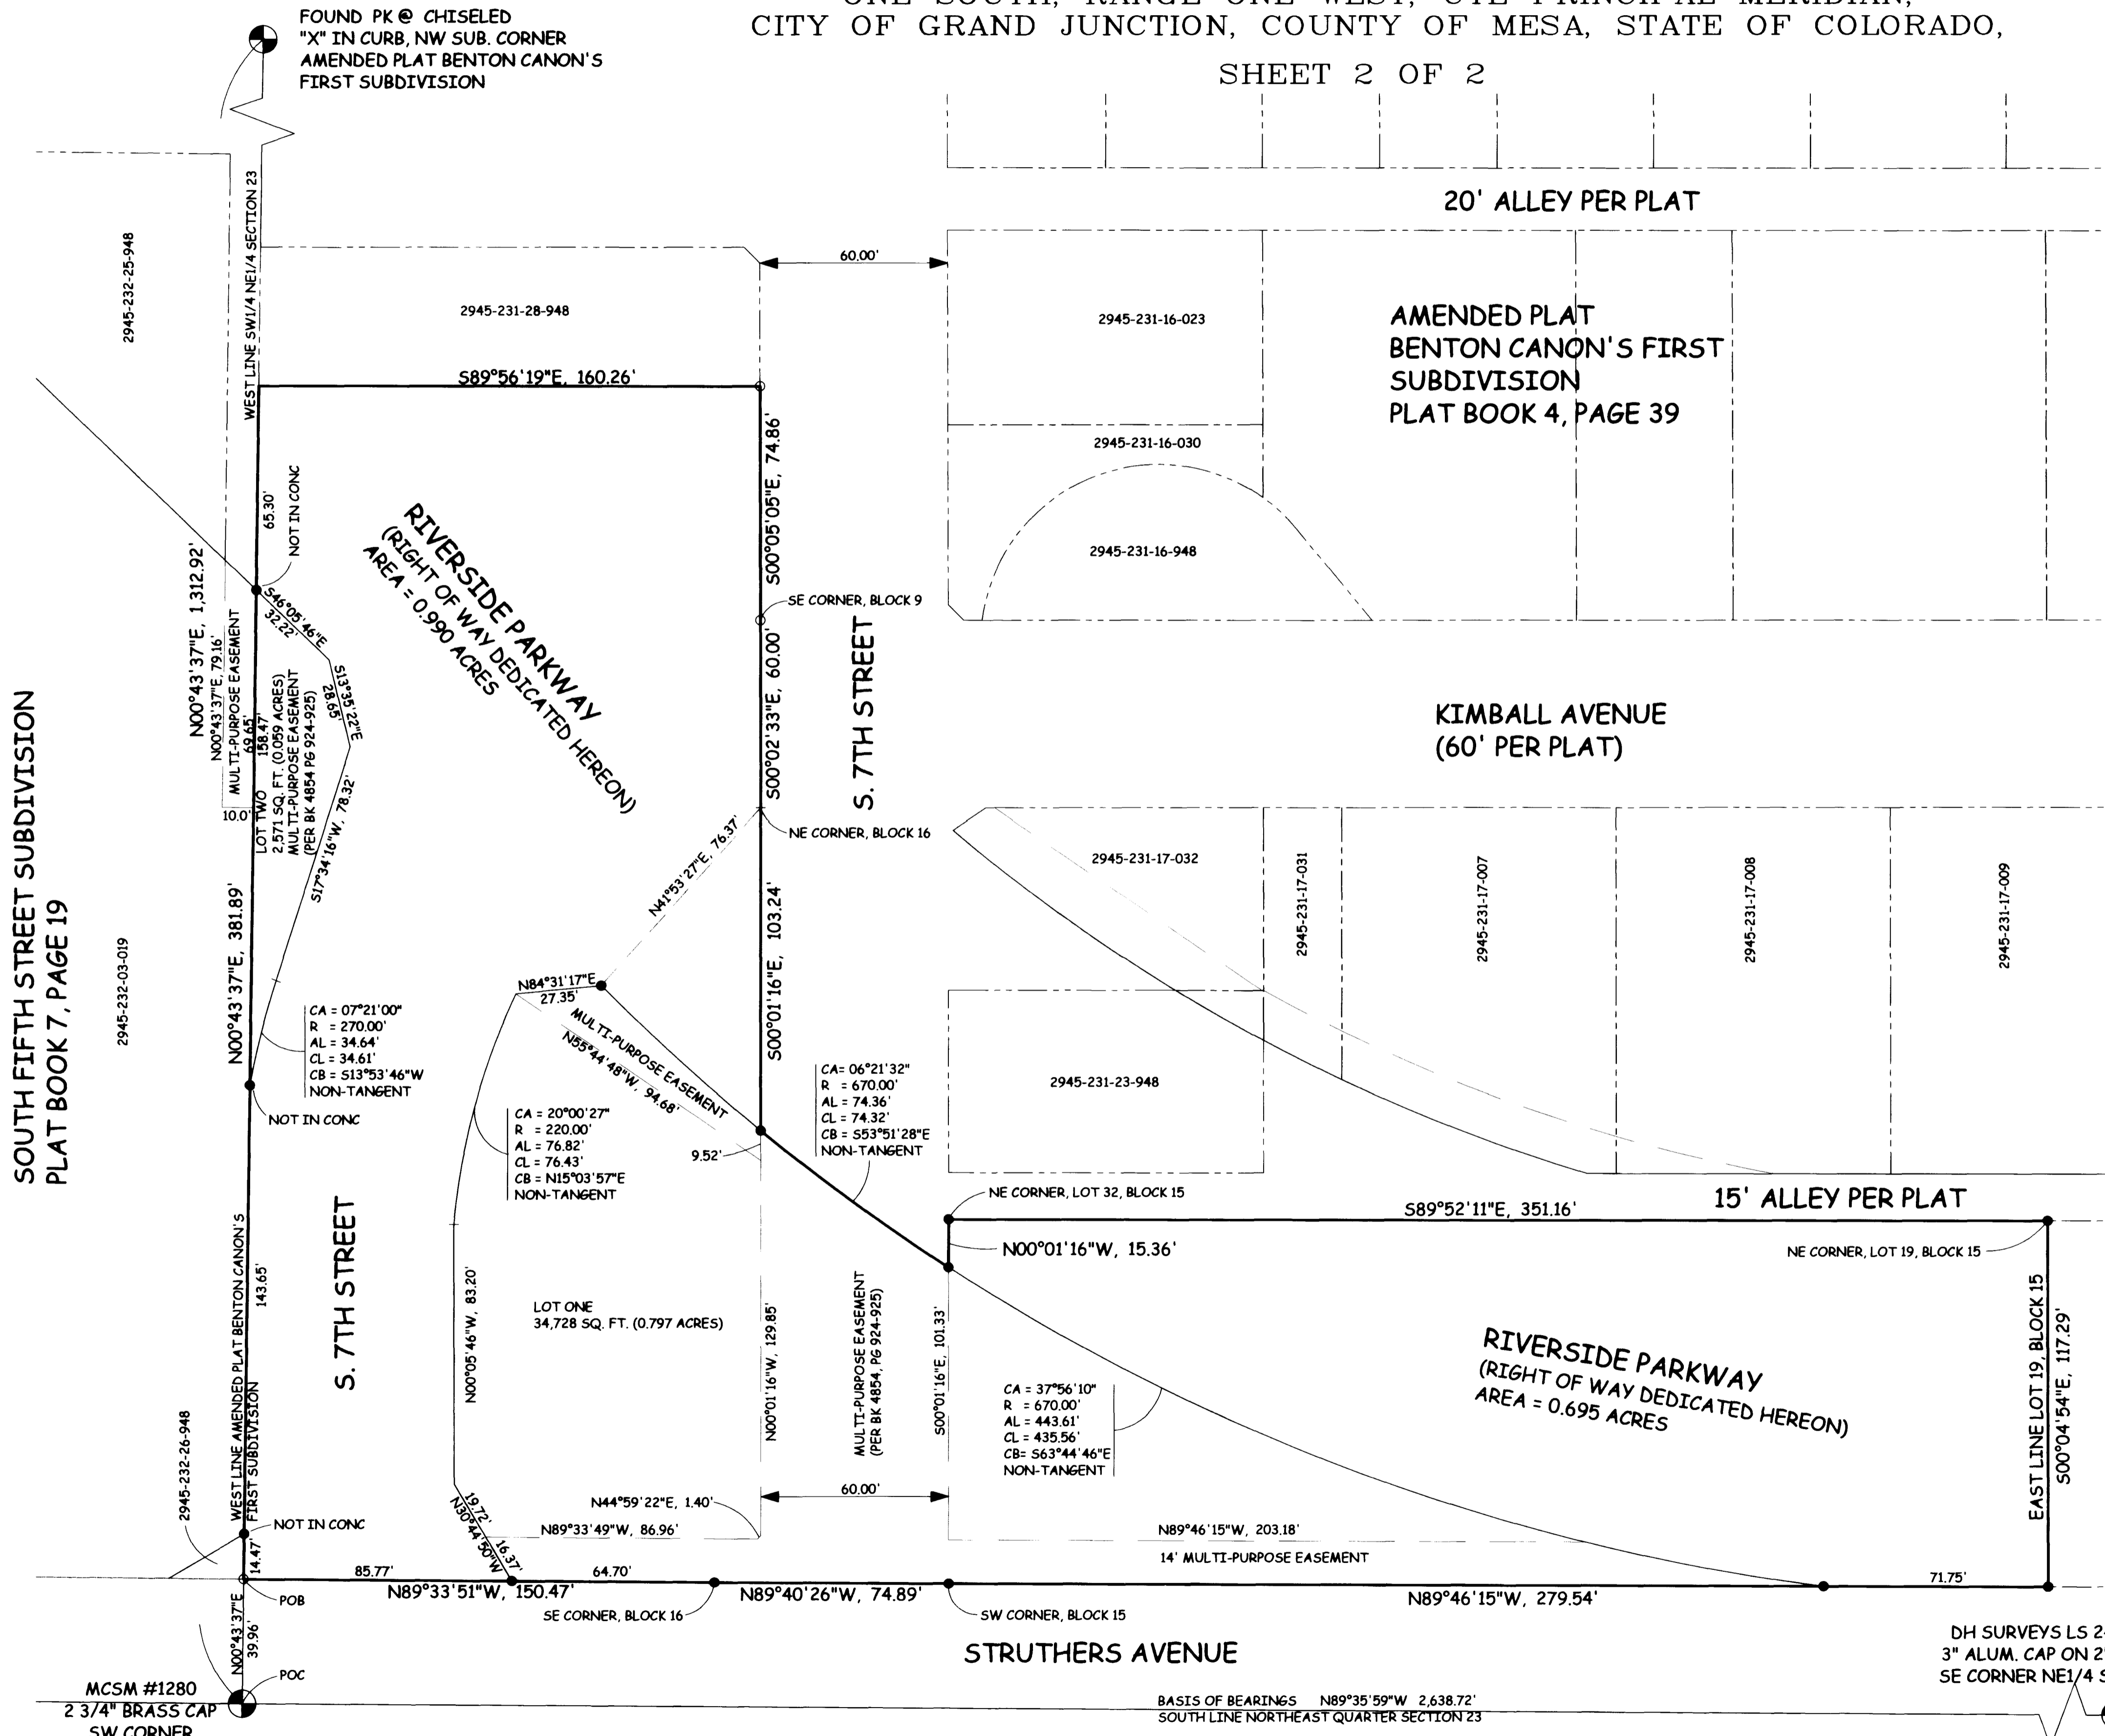 CITY OF GRAND JUNCTION, COUNTY OF MESA, STATE OF COLORADO,
SHEET 2 OF 2
FOUND PK @ CHISELED
"X" IN CURB, NW SUB. CORNER
AMENDED PLAT BENTON CANON'S
FIRST SUBDIVISION
20' ALLEY PER PLAT
WEST LINE SW1/4 NE1/4 SECTION 23
2945-232-25-948
60.00'
2945-231-28-948
2945-231-16-023
AMENDED PLAT
BENTON CANON'S FIRST
SUBDIVISION
PLAT BOOK 4, PAGE 39
S89°56'19"E, 160.26'
S00°05'05"E, 74.86'
2945-231-16-030
65.30'
NOT IN CONC
RIVERSIDE PARKWAY
(RIGHT OF WAY DEDICATED HEREON)
AREA = 0.990 ACRES
2945-231-16-948
SE CORNER, BLOCK 9
S46°05'46"E
32.22'
N00°43'37"E, 1,312.92'
N00°43'37"E, 79.16'
MULTI-PURPOSE EASEMENT
69.65'
158.47'
LOT TWO
2,571 SQ. FT. (0.059 ACRES)
MULTI-PURPOSE EASEMENT
(PER BK 4854 PG 924-925)
S13°35'22"E
28.65'
S17°34'16"W, 78.32'
10.0'
S00°02'33"E, 60.00'
S. 7TH STREET
KIMBALL AVENUE
(60' PER PLAT)
SOUTH FIFTH STREET SUBDIVISION
PLAT BOOK 7, PAGE 19
NE CORNER, BLOCK 16
N41°53'27"E, 76.37'
2945-231-17-032
2945-231-17-031
2945-231-17-007
2945-231-17-008
2945-231-17-009
2945-232-03-019
N00°43'37"E, 381.89'
S00°01'16"E, 103.24'
N84°31'17"E
27.35'
MULTI-PURPOSE EASEMENT
N55°44'48"W, 94.68'
CA = 07°21'00"
R = 270.00'
AL = 34.64'
CL = 34.61'
CB = S13°53'46"W
NON-TANGENT
NOT IN CONC
CA = 20°00'27"
R = 220.00'
AL = 76.82'
CL = 76.43'
CB = N15°03'57"E
NON-TANGENT
CA= 06°21'32"
R = 670.00'
AL = 74.36'
CL = 74.32'
CB = S53°51'28"E
NON-TANGENT
9.52'
2945-231-23-948
NE CORNER, LOT 32, BLOCK 15
S89°52'11"E, 351.16'
15' ALLEY PER PLAT
N00°01'16"W, 15.36'
NE CORNER, LOT 19, BLOCK 15
WEST LINE AMENDED PLAT BENTON CANON'S
FIRST SUBDIVISION
143.65'
S. 7TH STREET
N00°05'46"W, 83.20'
LOT ONE
34,728 SQ. FT. (0.797 ACRES)
N00°01'16"W, 129.85'
MULTI-PURPOSE EASEMENT
(PER BK 4854, PG 924-925)
S00°01'16"E, 101.33'
CA = 37°56'10"
R = 670.00'
AL = 443.61'
CL = 435.56'
CB= S63°44'46"E
NON-TANGENT
RIVERSIDE PARKWAY
(RIGHT OF WAY DEDICATED HEREON)
AREA = 0.695 ACRES
EAST LINE LOT 19, BLOCK 15
S00°04'54"E, 117.29'
2945-232-26-948
NOT IN CONC
14.47'
19.72'
N30°44'50"W
16.37'
N44°59'22"E, 1.40'
N89°33'49"W, 86.96'
60.00'
N89°46'15"W, 203.18'
14' MULTI-PURPOSE EASEMENT
85.77'
64.70'
71.75'
POB
N89°33'51"W, 150.47'
N89°40'26"W, 74.89'
N89°46'15"W, 279.54'
SE CORNER, BLOCK 16
SW CORNER, BLOCK 15
N00°43'37"E
39.96'
STRUTHERS AVENUE
POC
MCSM #1280
2 3/4" BRASS CAP
SW CORNER
DH SURVEYS LS
3" ALUM. CAP ON
SE CORNER NE1/4
BASIS OF BEARINGS N89°35'59"W 2,638.72'
SOUTH LINE NORTHEAST QUARTER SECTION 23